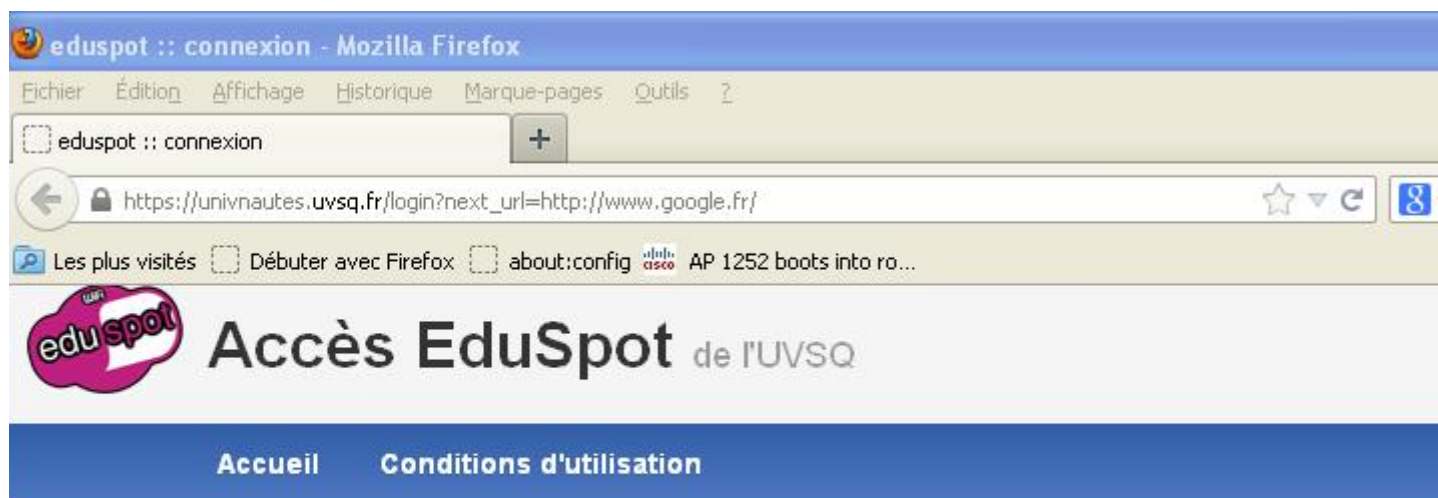 eduspot :: connexion - Mozilla Firefox
Fichier Édition Affichage Historique Marque-pages Outils ?
eduspot :: connexion +
https://univnautes.uvsq.fr/login?next_url=http://www.google.fr/ 8
Les plus visités Débuter avec Firefox about:config cisco AP 1252 boots into ro...
WiFi
eduspot Accès EduSpot de l'UVSQ
Accueil Conditions d'utilisation